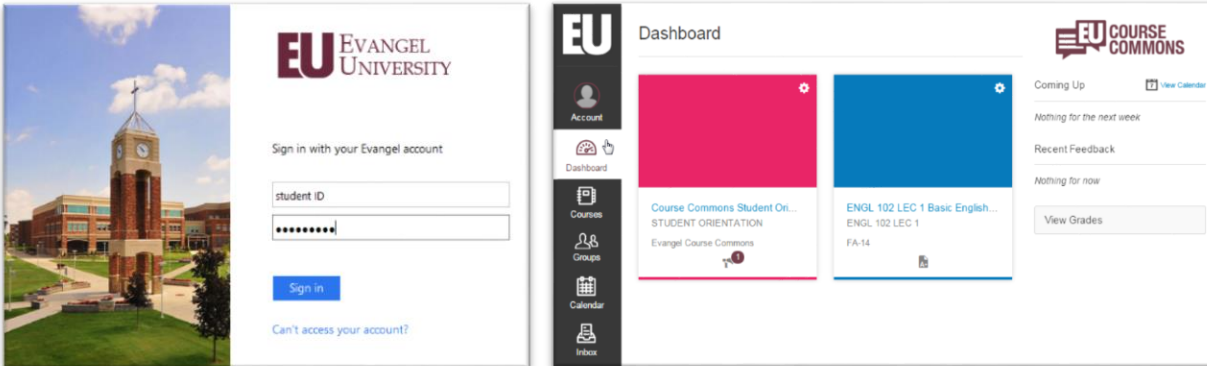 EU EVANGEL
UNIVERSITY
Sign in with your Evangel account
student ID
•••••••••
Sign in
Can't access your account?
EU
Account
Dashboard
Courses
Groups
Calendar
Inbox
Dashboard
Course Commons Student Ori...
STUDENT ORIENTATION
Evangel Course Commons
1
ENGL 102 LEC 1 Basic English...
ENGL 102 LEC 1
FA-14
EU COURSE
COMMONS
Coming Up
7 View Calendar
Nothing for the next week
Recent Feedback
Nothing for now
View Grades